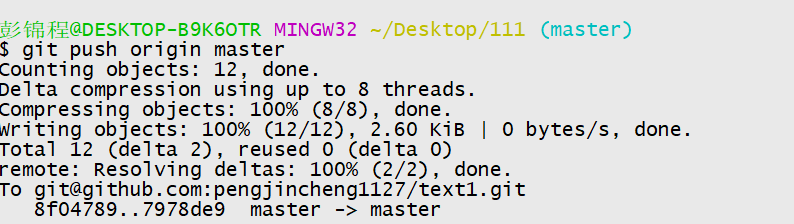 彭锦程@DESKTOP-B9K6OTR MINGW32 ~/Desktop/111 (master)
$ git push origin master
Counting objects: 12, done.
Delta compression using up to 8 threads.
Compressing objects: 100% (8/8), done.
Writing objects: 100% (12/12), 2.60 KiB | 0 bytes/s, done.
Total 12 (delta 2), reused 0 (delta 0)
remote: Resolving deltas: 100% (2/2), done.
To git@github.com:pengjincheng1127/text1.git
   8f04789..7978de9  master -> master